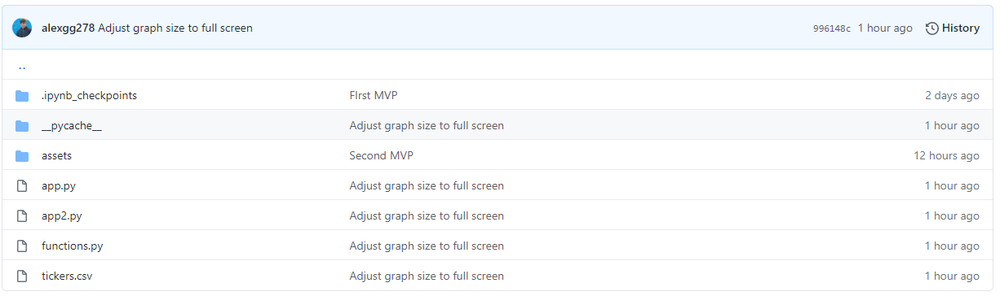 alexgg278 Adjust graph size to full screen 996148c 1 hour ago History
..
.ipynb_checkpoints FIrst MVP 2 days ago
__pycache__ Adjust graph size to full screen 1 hour ago
assets Second MVP 12 hours ago
app.py Adjust graph size to full screen 1 hour ago
app2.py Adjust graph size to full screen 1 hour ago
functions.py Adjust graph size to full screen 1 hour ago
tickers.csv Adjust graph size to full screen 1 hour ago